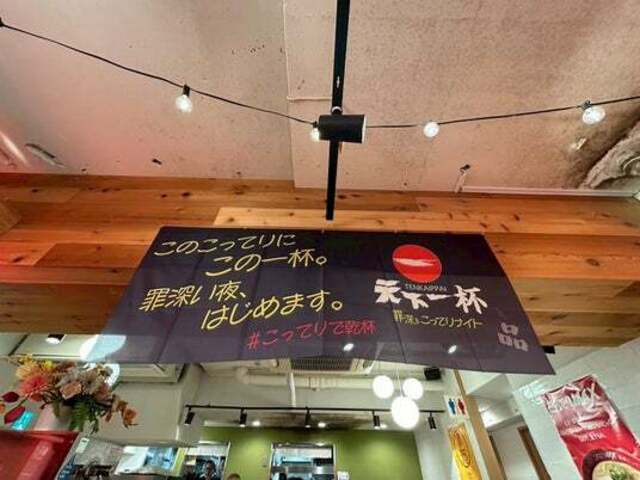 このこってりに
この一杯。
罪深い夜、
はじめます。
#こってりで乾杯
TENKAIPPAI
天下一杯
罪深きこってりナイト